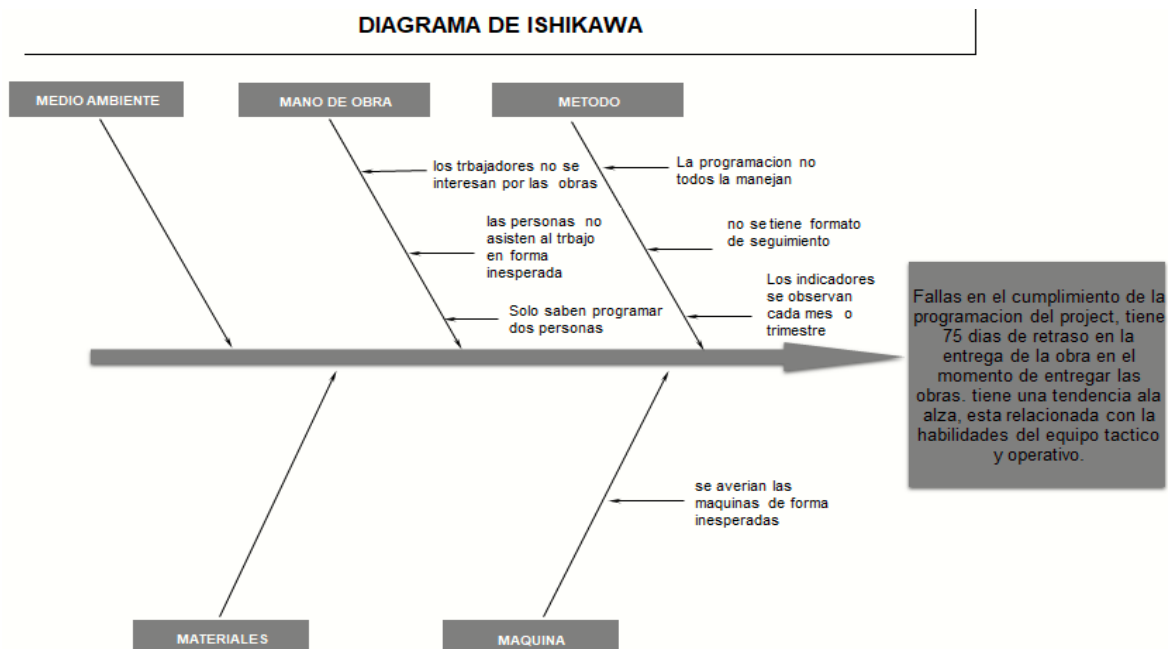 DIAGRAMA DE ISHIKAWA
MEDIO AMBIENTE
MANO DE OBRA
METODO
los trbajadores no se
interesan por las obras
las personas no
asisten al trbajo
en forma
inesperada
Solo saben programar
dos personas
La programacion no
todos la manejan
no se tiene formato
de seguimiento
Los indicadores
se observan
cada mes o
trimestre
Fallas en el cumplimiento de la
programacion del project, tiene
75 dias de retraso en la
entrega de la obra en el
momento de entregar las
obras. tiene una tendencia ala
alza, esta relacionada con la
habilidades del equipo tactico
y operativo.
se averian las
maquinas de forma
inesperadas
MATERIALES
MAQUINA